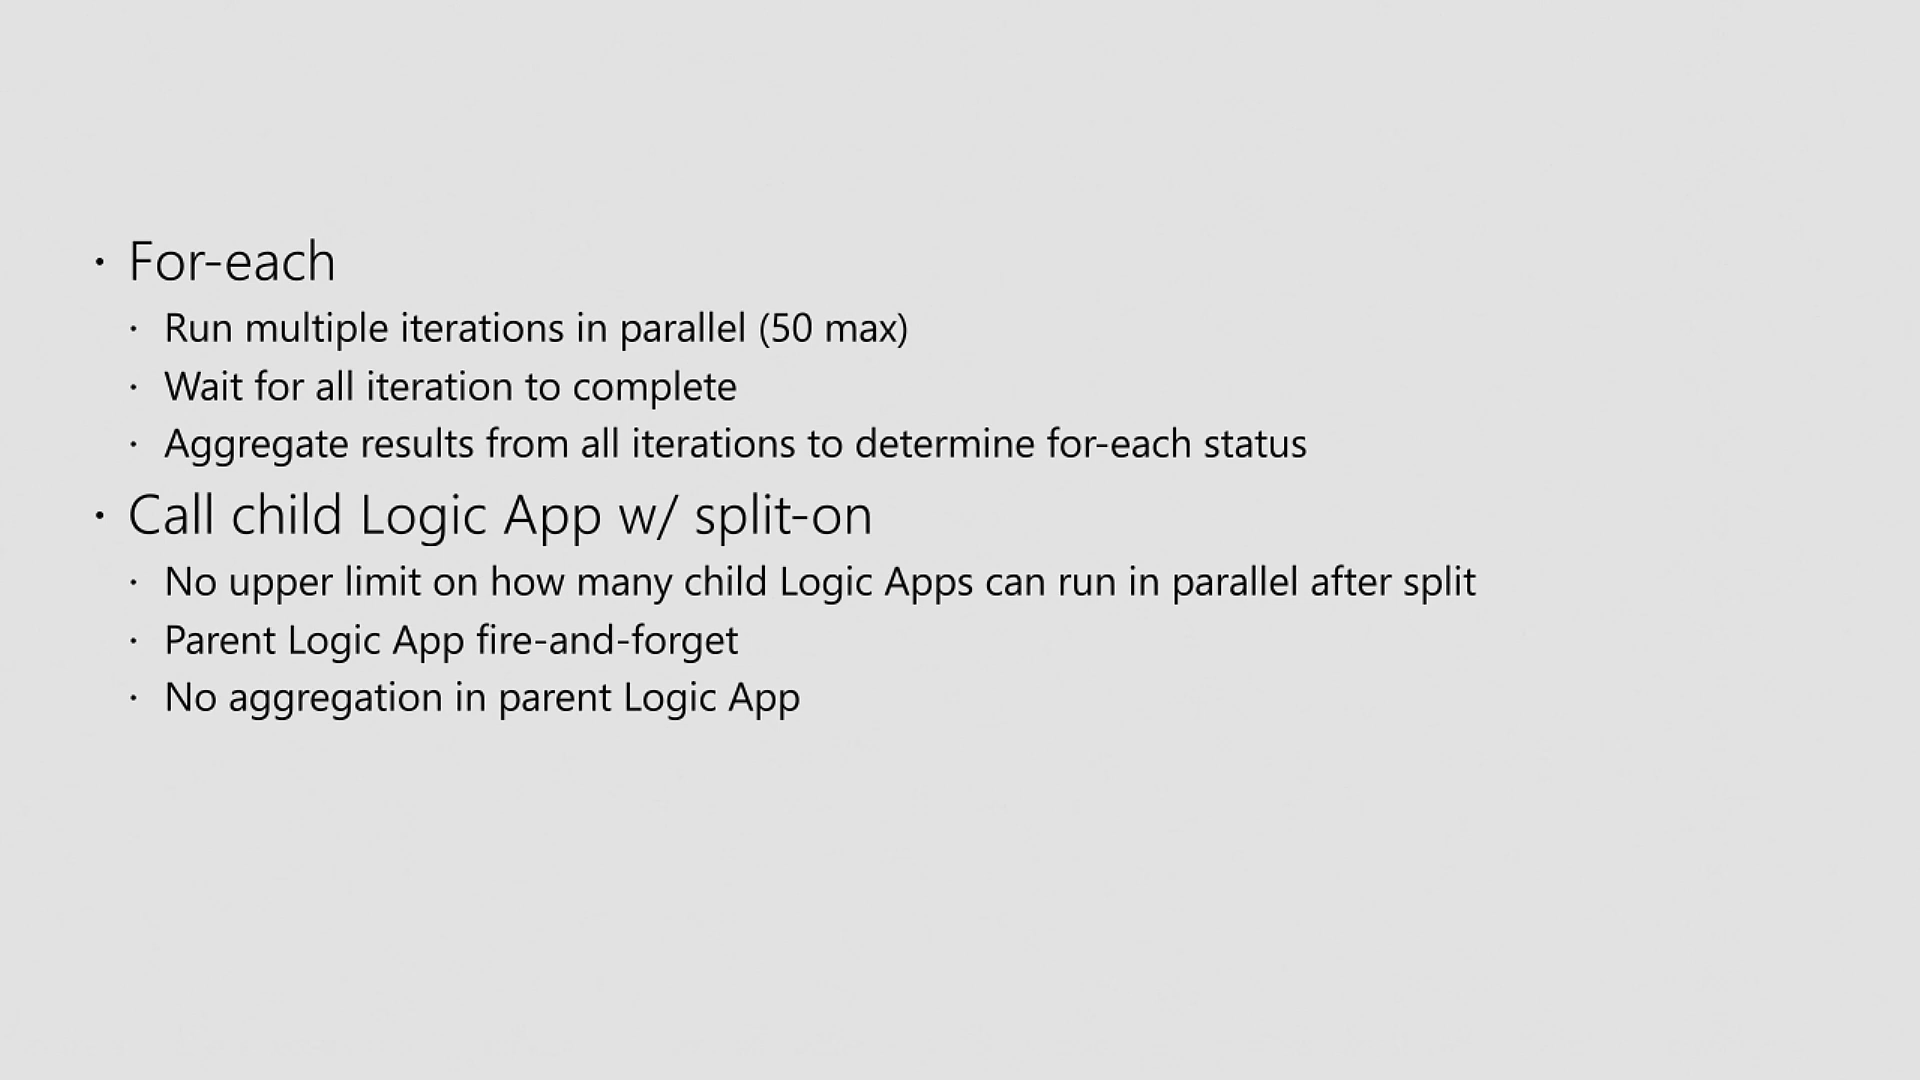 · For-each
· Run multiple iterations in parallel (50 max)
· Wait for all iteration to complete
· Aggregate results from all iterations to determine for-each status
· Call child Logic App w/ split-on
· No upper limit on how many child Logic Apps can run in parallel after split
· Parent Logic App fire-and-forget
· No aggregation in parent Logic App